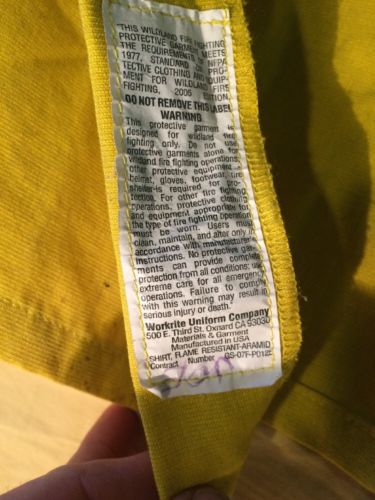 "THIS WILDLAND FIRE FIGHTING
PROTECTIVE GARMENT MEETS
THE REQUIREMENTS OF NFPA
1977, STANDARD ON PRO-
TECTIVE CLOTHING AND EQUIP-
MENT FOR WILDLAND FIRE
FIGHTING, 2005 EDITION.
DO NOT REMOVE THIS LABEL
WARNING
This protective garment is
designed for wildland fire
fighting only. Do not use
protective garments alone for
wildland fire fighting operations;
other protective equipment -
helmet, gloves, footwear, fire
shelter-is required for pro-
tection. For other fire fighting
operations, protective clothing
and equipment appropriate for
the type of fire fighting operation
must be worn. Users must
clean, maintain, and alter only in
accordance with manufacturer
instructions. No protective gar-
ments can provide complete
protection from all conditions; use
extreme care for all emergency
operations. Failure to comply
with this warning may result in
serious injury or death."
Workrite Uniform Company
500 E. Third St. Oxnard CA 93030
Materials & Garment
Manufactured in USA
SHIRT, FLAME RESISTANT-ARAMID
Contract Number GS-07F-